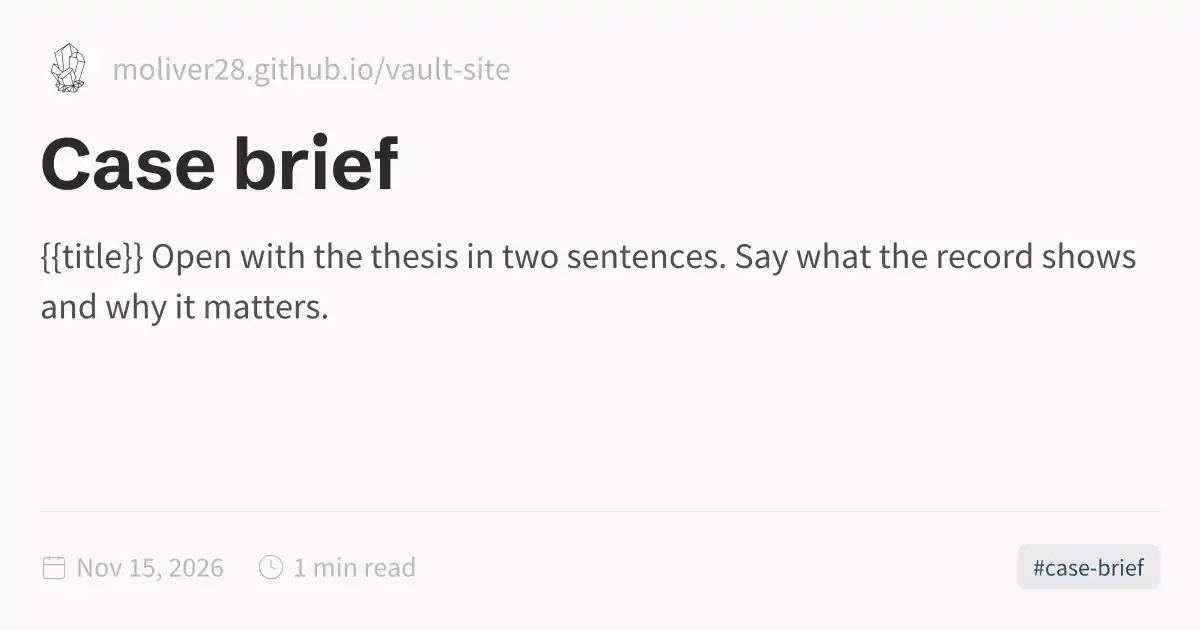 moliver28.github.io/vault-site
Case brief
{{title}} Open with the thesis in two sentences. Say what the record shows
and why it matters.
Nov 15, 2026
1 min read
#case-brief